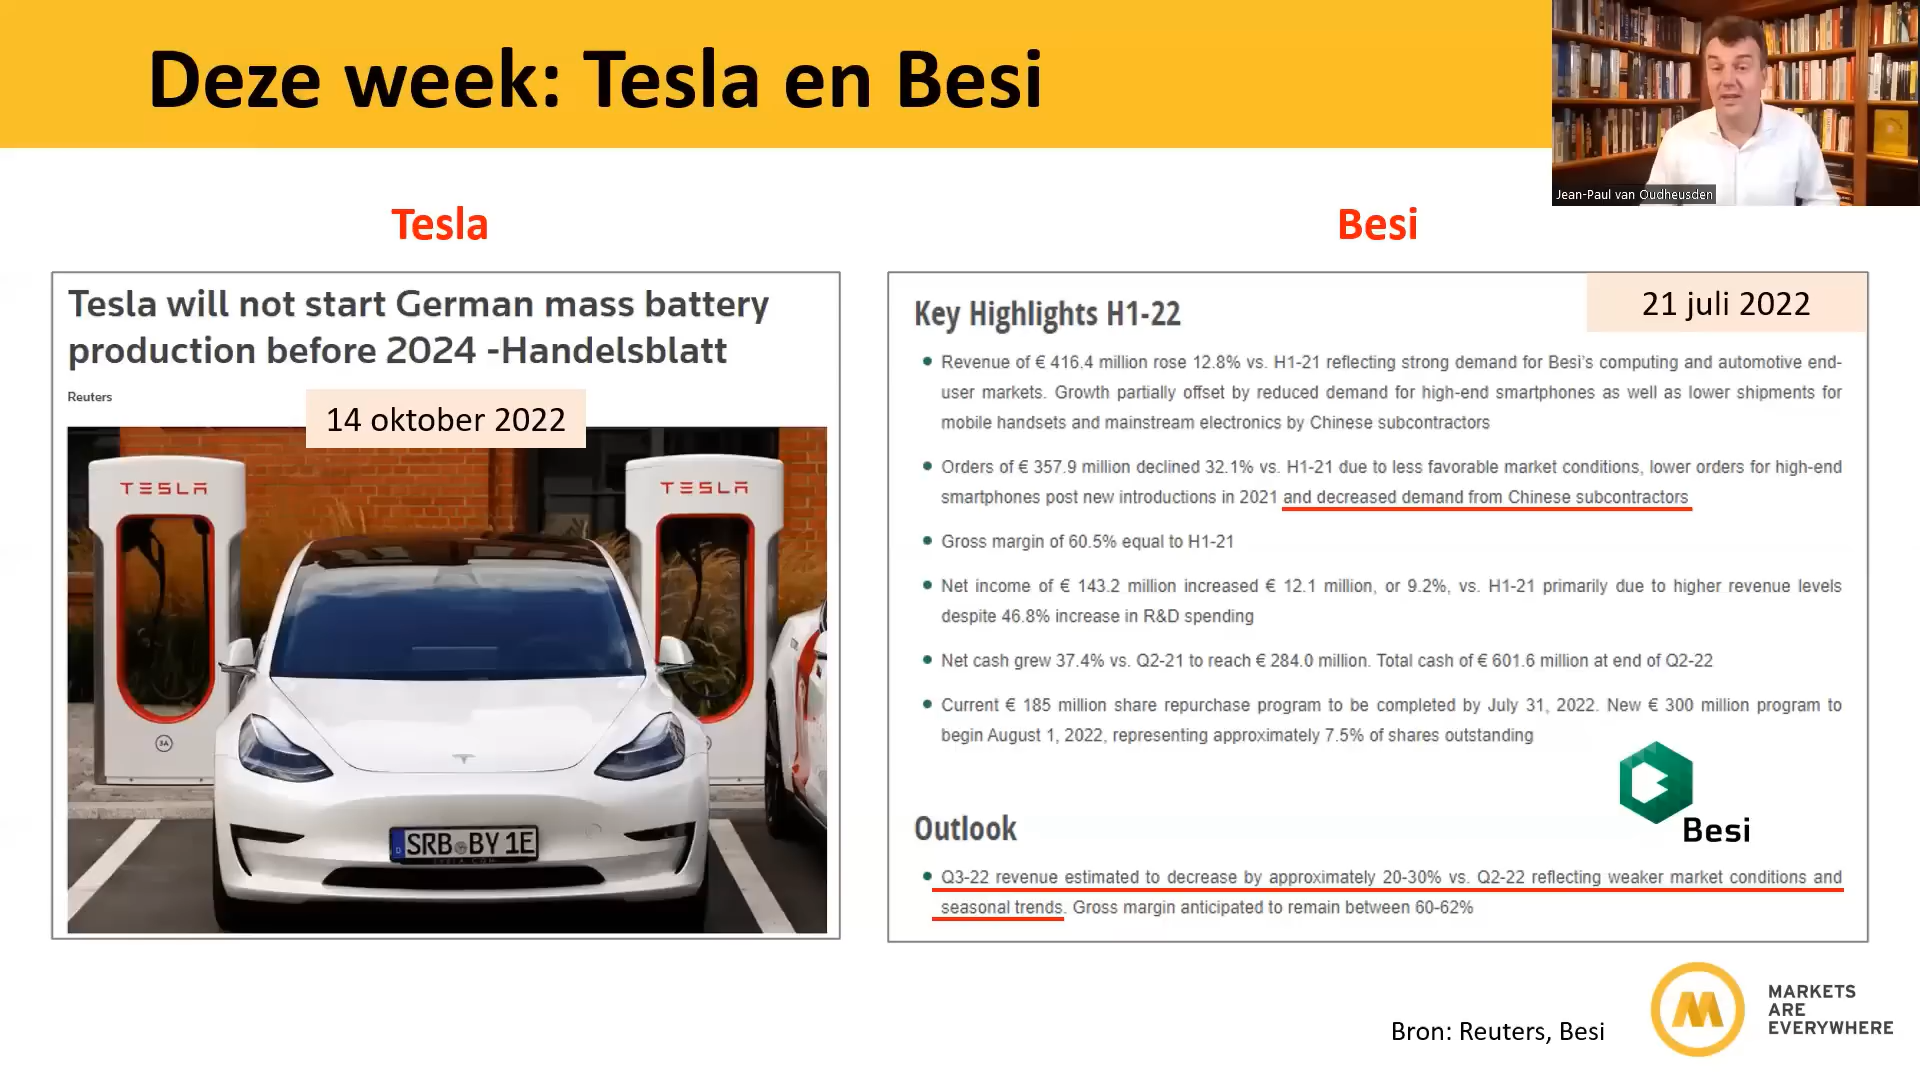 Deze week: Tesla en Besi
Jean-Paul van Oudheusden
Tesla
Tesla will not start German mass battery
production before 2024 -Handelsblatt
Reuters
14 oktober 2022
TESLA
TESLA
3A
D
SRB BY 1E
Besi
21 juli 2022
Key Highlights H1-22
Revenue of € 416.4 million rose 12.8% vs. H1-21 reflecting strong demand for Besi's computing and automotive end-
user markets. Growth partially offset by reduced demand for high-end smartphones as well as lower shipments for
mobile handsets and mainstream electronics by Chinese subcontractors
Orders of € 357.9 million declined 32.1% vs. H1-21 due to less favorable market conditions, lower orders for high-end
smartphones post new introductions in 2021 and decreased demand from Chinese subcontractors
Gross margin of 60.5% equal to H1-21
Net income of € 143.2 million increased € 12.1 million, or 9.2%, vs. H1-21 primarily due to higher revenue levels
despite 46.8% increase in R&D spending
Net cash grew 37.4% vs. Q2-21 to reach € 284.0 million. Total cash of € 601.6 million at end of Q2-22
Current € 185 million share repurchase program to be completed by July 31, 2022. New € 300 million program to
begin August 1, 2022, representing approximately 7.5% of shares outstanding
Besi
Outlook
Q3-22 revenue estimated to decrease by approximately 20-30% vs. Q2-22 reflecting weaker market conditions and
seasonal trends. Gross margin anticipated to remain between 60-62%
Bron: Reuters, Besi
MARKETS
ARE
EVERYWHERE